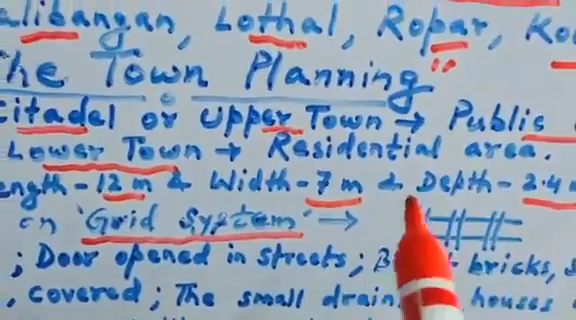 alibangan, Lothal, Ropar, Ko
he Town Planning
citadel or Upper Town → Public
Lower Town → Residential area.
ength - 12 m & Width - 7 m & Depth - 2.4
on 'Grid System' →
; Door opened in streets; bricks, s
, covered; The small drain houses